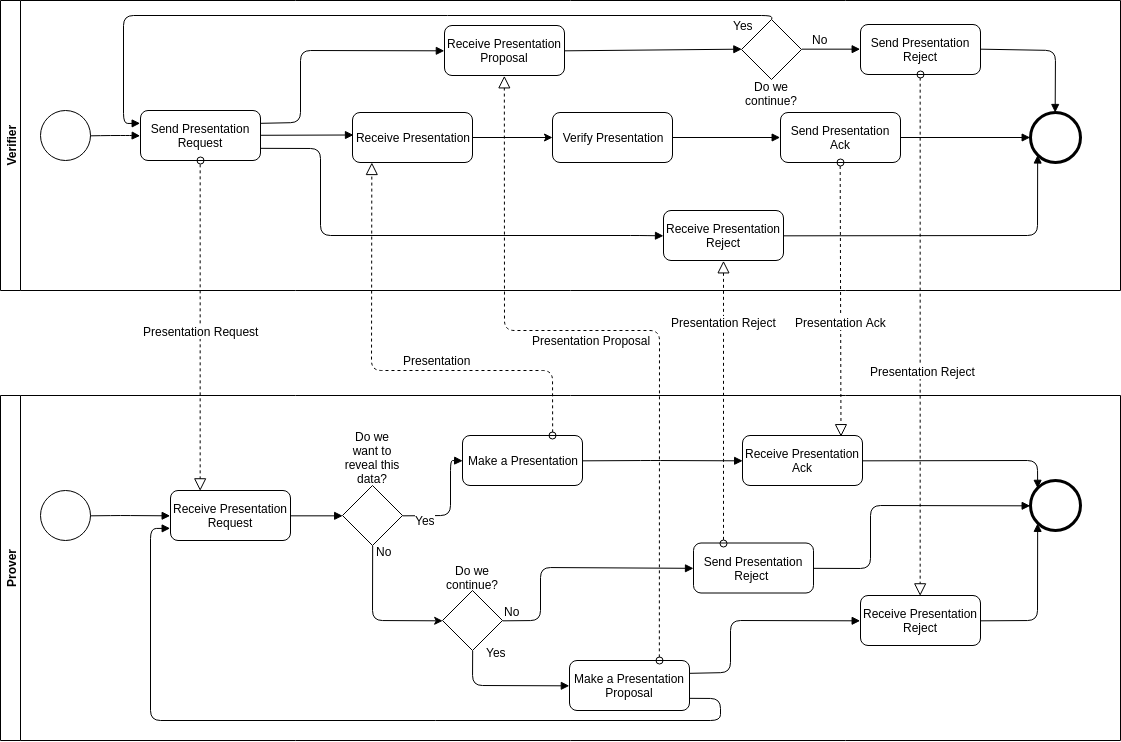 Verifier
Yes
Receive Presentation
Proposal
No
Send Presentation
Reject
Do we
continue?
Send Presentation
Request
Receive Presentation
Verify Presentation
Send Presentation
Ack
Receive Presentation
Reject
Presentation Request
Presentation
Presentation Proposal
Presentation Reject
Presentation Ack
Presentation Reject
Prover
Do we
want to
reveal this
data?
Make a Presentation
Receive Presentation
Ack
Receive Presentation
Request
Yes
No
Do we
continue?
No
Send Presentation
Reject
Receive Presentation
Reject
Yes
Make a Presentation
Proposal